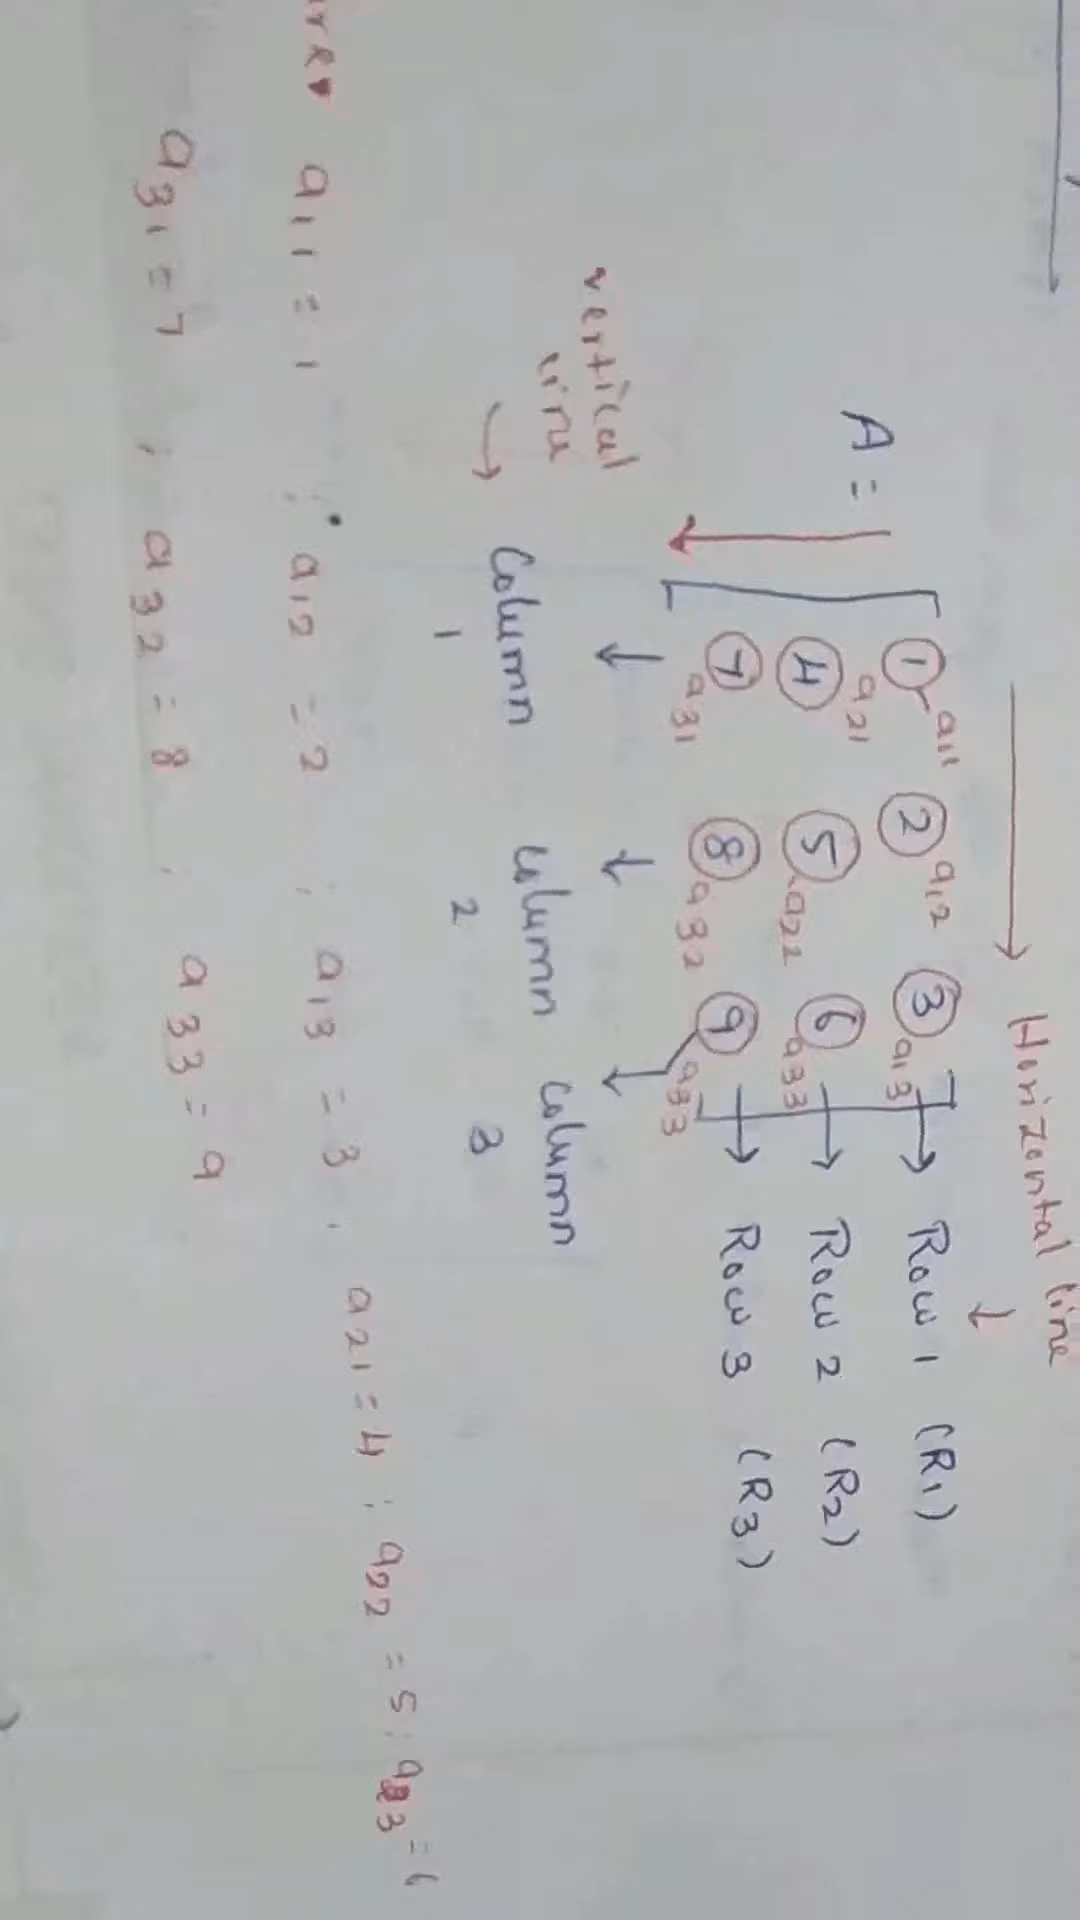 Horizental line
↓
A = [ 1 a11 2 a12 3 a13 ] → Row 1 (R1)
4 a21 5 a22 6 a33 → Row 2 (R2)
7 a31 8 a32 9 a33 → Row 3 (R3)
vertical
line → Column 1 Column 2 Column 3
a11 = 1 ; a12 = 2 ; a13 = 3 , a21 = 4 ; a22 = 5 ; a23 = 6
a31 = 7 ; a32 = 8 ; a33 = 9